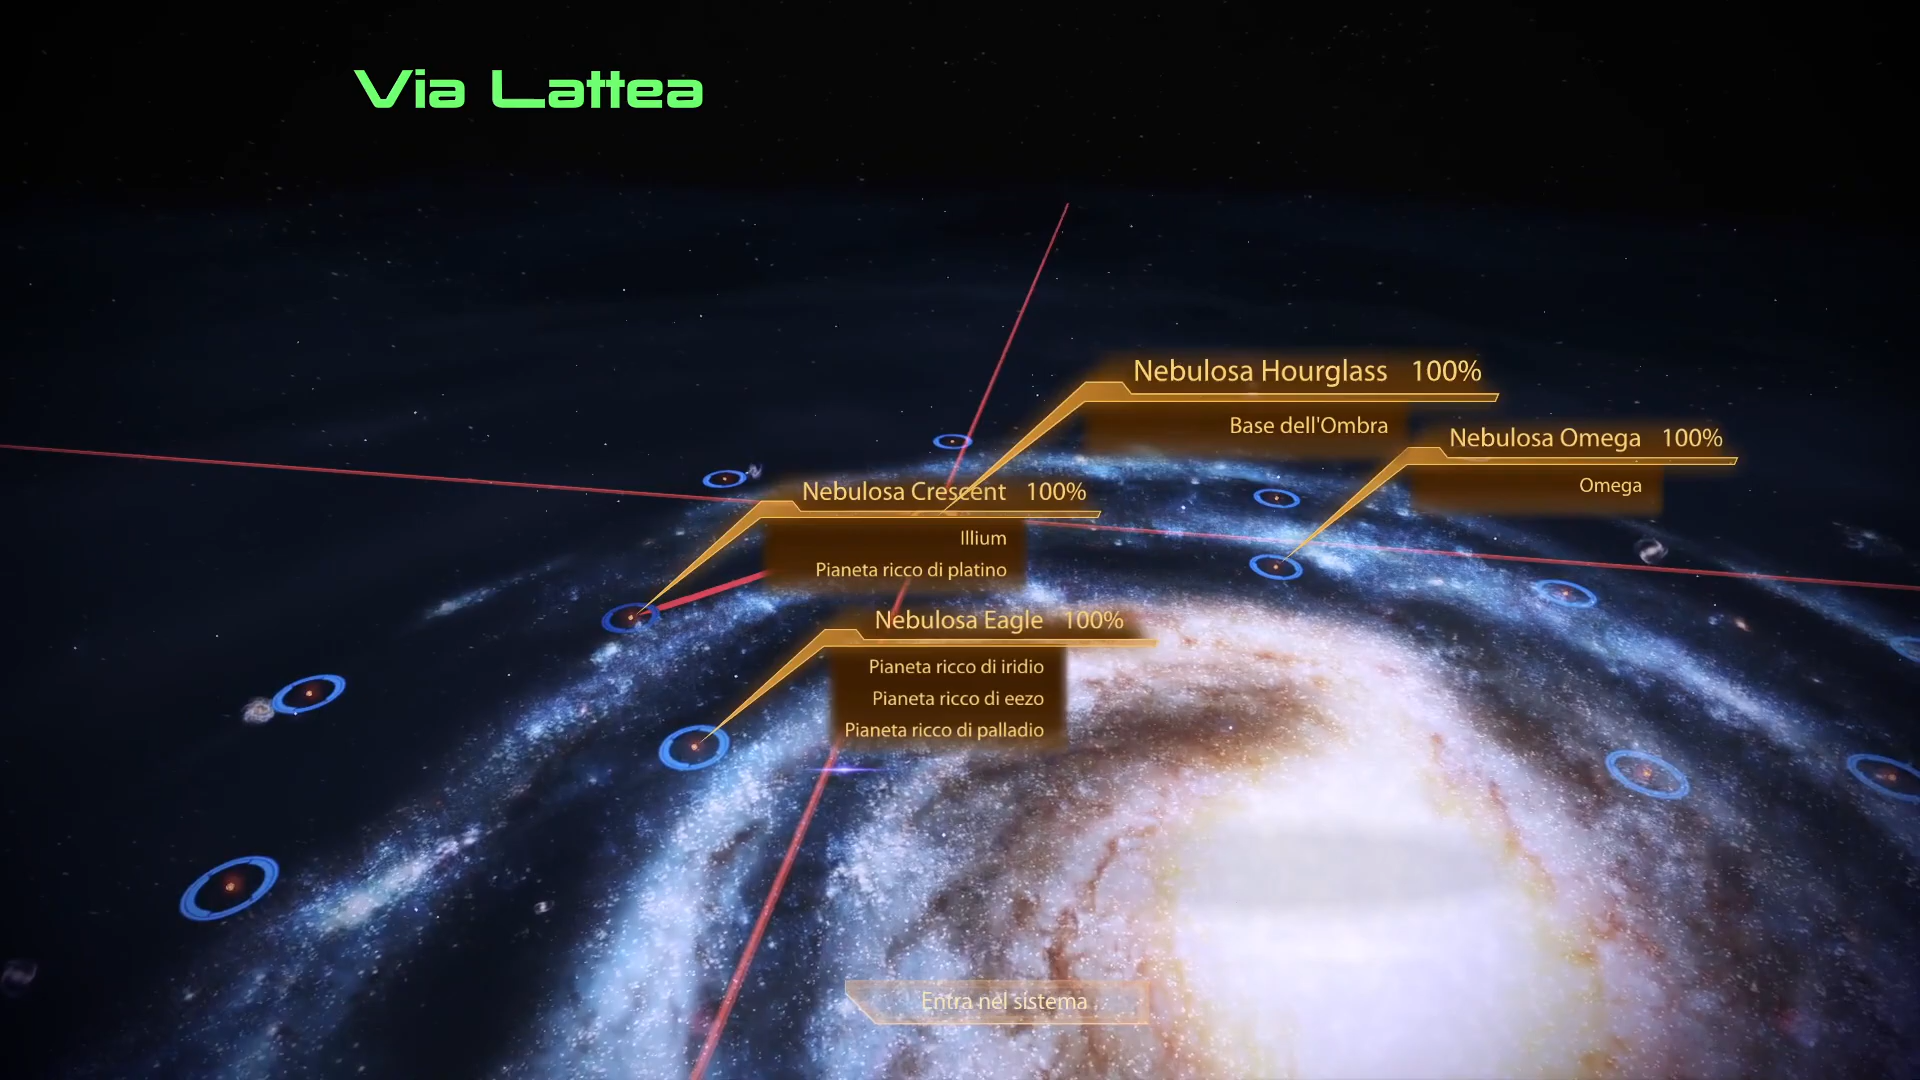 Via Lattea
Nebulosa Hourglass 100%
Base dell'Ombra
Nebulosa Omega 100%
Omega
Nebulosa Crescent 100%
Illium
Pianeta ricco di platino
Nebulosa Eagle 100%
Pianeta ricco di iridio
Pianeta ricco di eezo
Pianeta ricco di palladio
Entra nel sistema